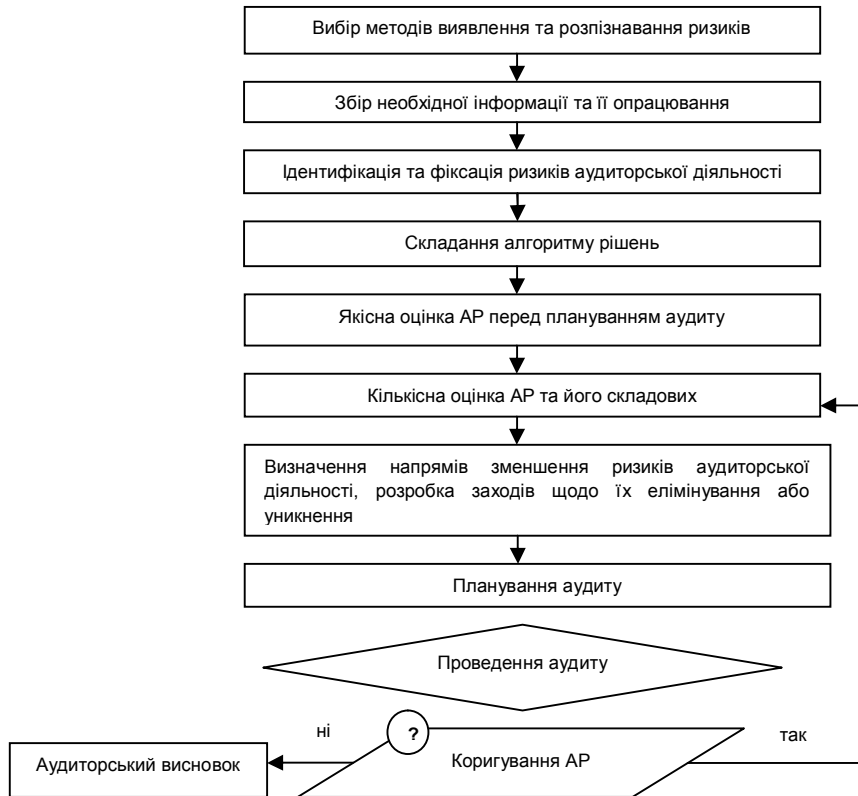 Вибір методів виявлення та розпізнавання ризиків
Збір необхідної інформації та її опрацювання
Ідентифікація та фіксація ризиків аудиторської діяльності
Складання алгоритму рішень
Якісна оцінка АР перед плануванням аудиту
Кількісна оцінка АР та його складових
Визначення напрямів зменшення ризиків аудиторської
діяльності, розробка заходів щодо їх елімінування або
уникнення
Планування аудиту
Проведення аудиту
ні
?
так
Аудиторський висновок
Коригування АР